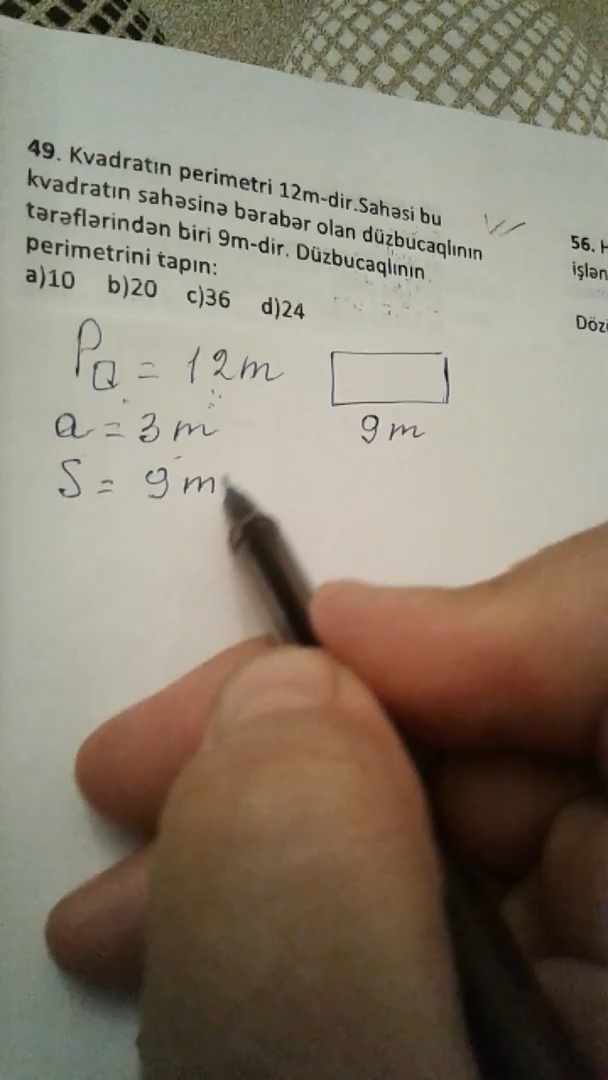 49. Kvadratın perimetri 12m-dir.Sahəsi bu
kvadratın sahəsinə bərabər olan düzbucaqlının
tərəflərindən biri 9m-dir. Düzbucaqlının
perimetrini tapın:
a)10 b)20 c)36 d)24
P□ = 12m
a = 3m
S = 9m
9m
56. H
işlən
Dözü